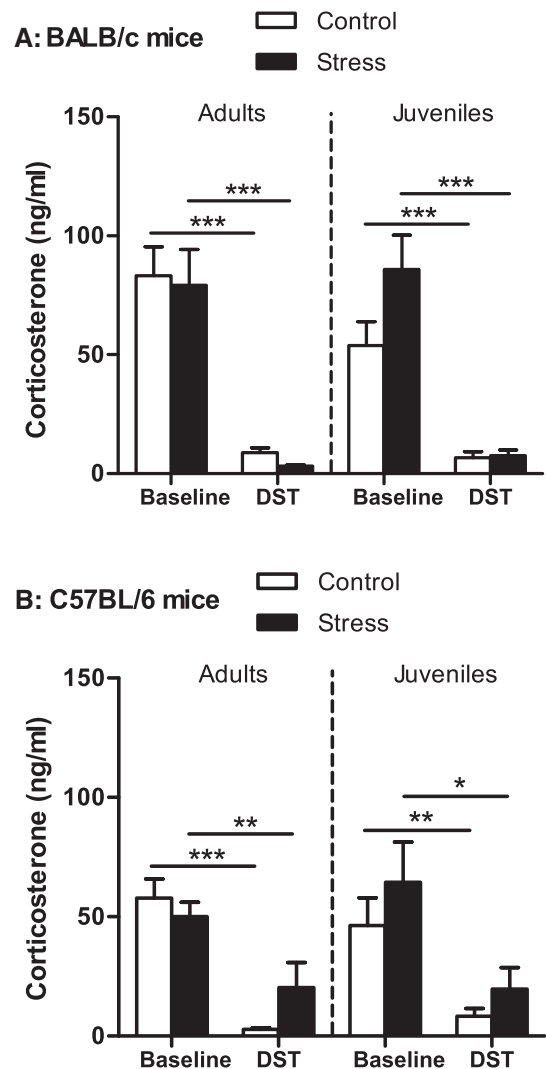 A: BALB/c mice
Control
Stress
Adults
Juveniles
Corticosterone (ng/ml)
150
100
50
0
***
***
***
***
Baseline
DST
Baseline
DST
B: C57BL/6 mice
Control
Stress
Adults
Juveniles
Corticosterone (ng/ml)
150
100
50
0
**
***
*
**
Baseline
DST
Baseline
DST